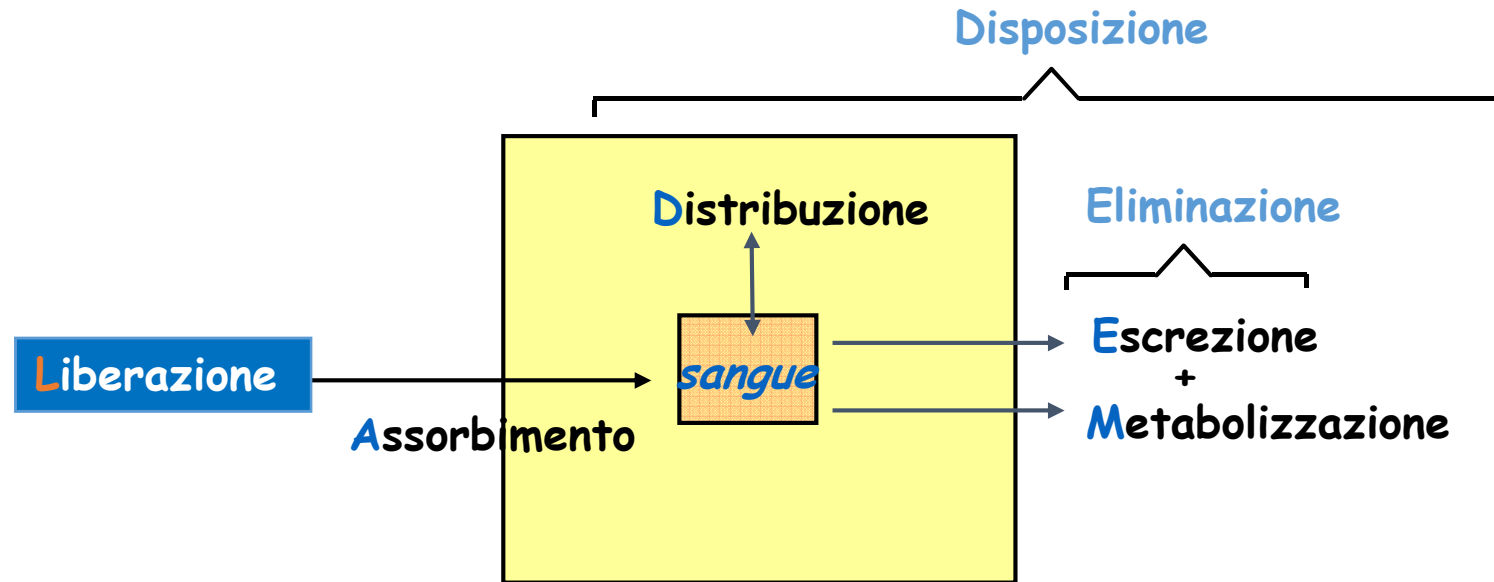 Disposizione
Distribuzione
Eliminazione
Liberazione
sangue
Escrezione
+
Assorbimento
Metabolizzazione